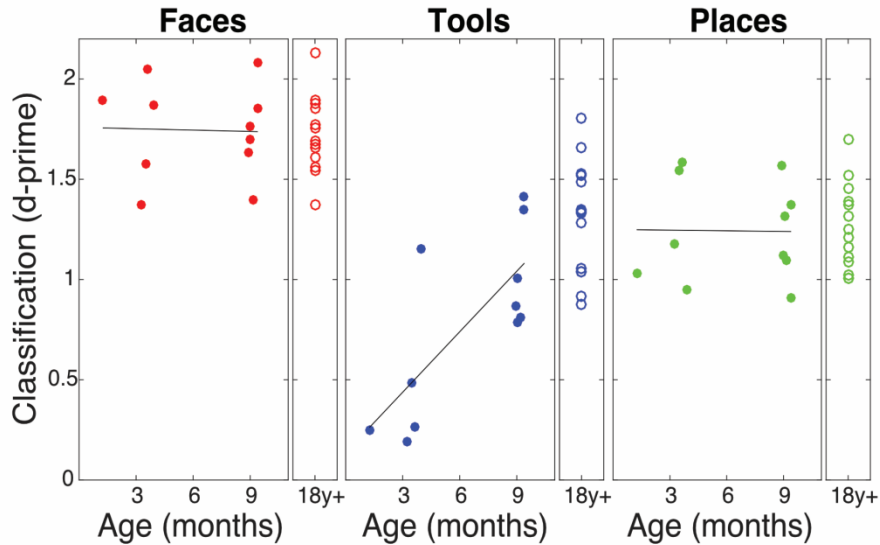 Faces Tools Places
Classification (d-prime)
2
1.5
1
0.5
0
3 6 9 18y+ 3 6 9 18y+ 3 6 9 18y+
Age (months) Age (months) Age (months)